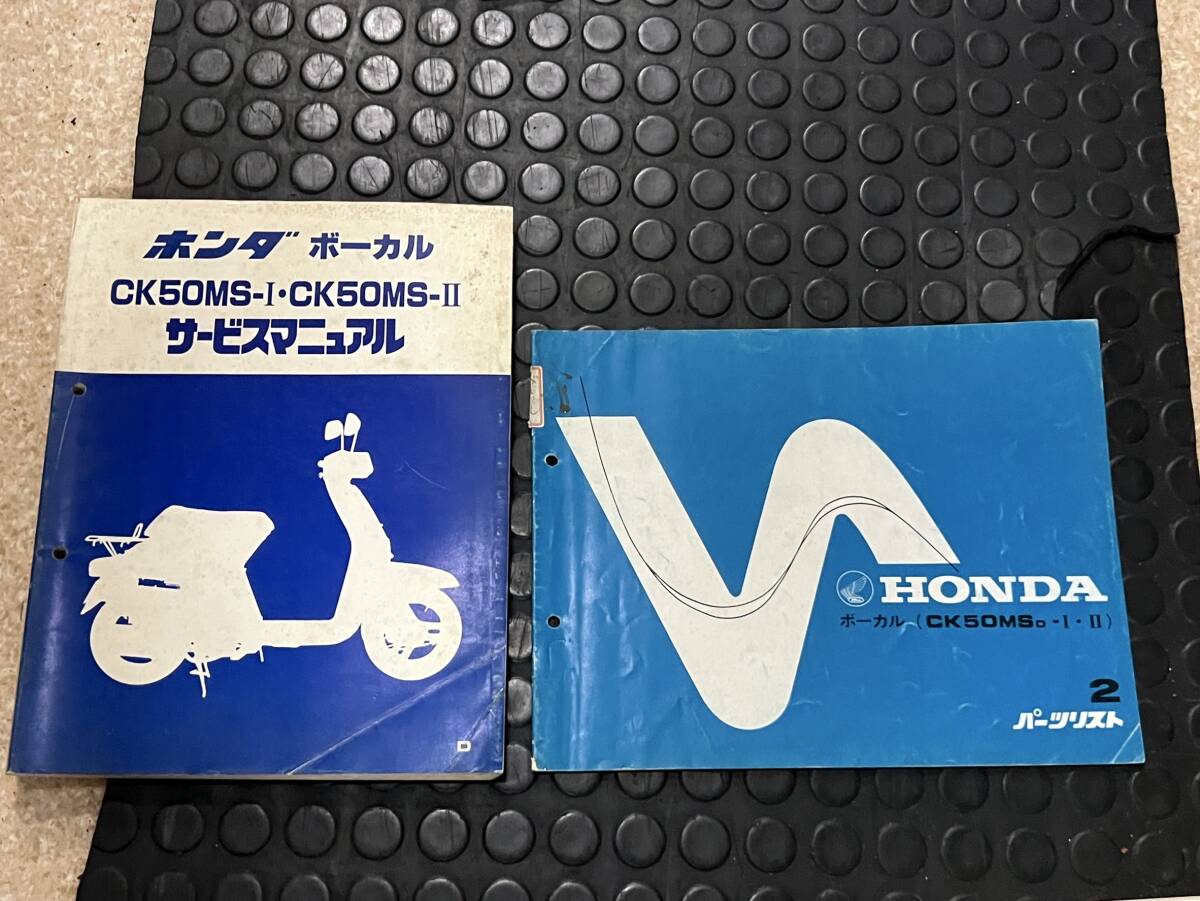 ホンダ ボーカル
CK50MS-I・CK50MS-II
サービスマニュアル
D
HONDA
ボーカル (CK50MSD-I・II)
2
パーツリスト